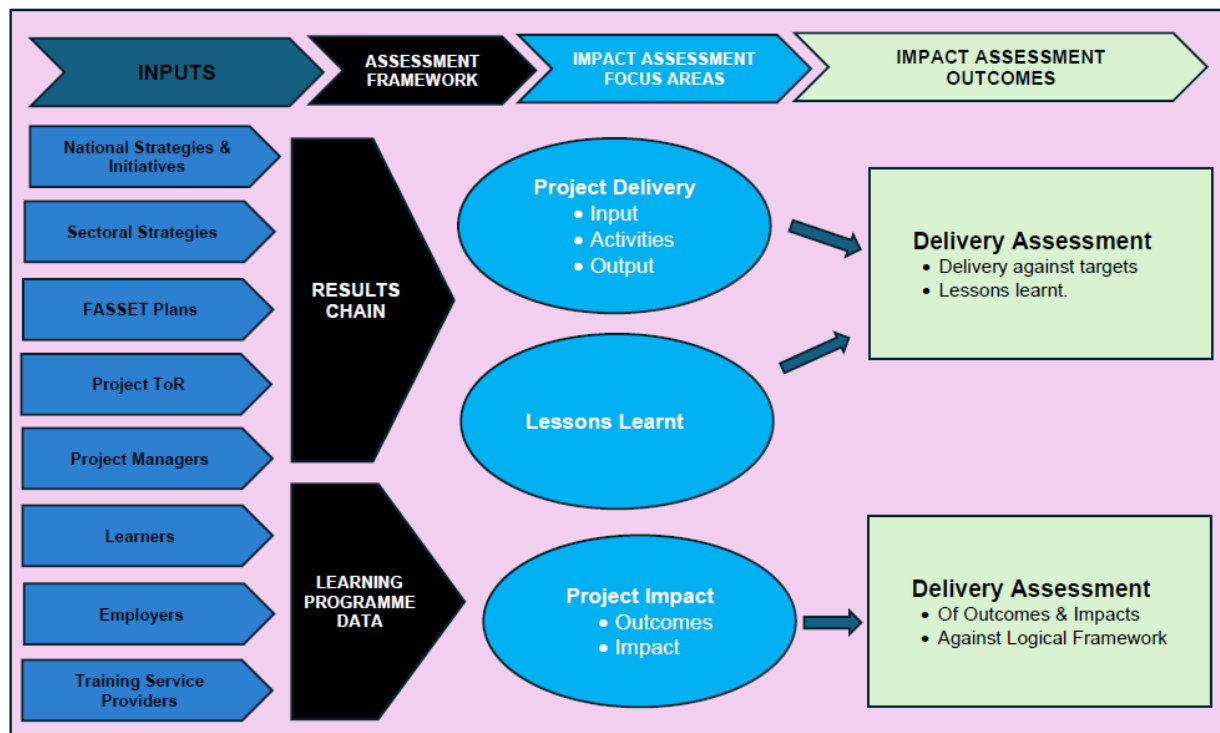 INPUTS
ASSESSMENT
FRAMEWORK
IMPACT ASSESSMENT
FOCUS AREAS
IMPACT ASSESSMENT
OUTCOMES
National Strategies &
Initiatives
Sectoral Strategies
FASSET Plans
Project ToR
Project Managers
Learners
Employers
Training Service
Providers
RESULTS
CHAIN
LEARNING
PROGRAMME
DATA
Project Delivery
• Input
• Activities
• Output
Lessons Learnt
Project Impact
• Outcomes
• Impact
Delivery Assessment
• Delivery against targets
• Lessons learnt.
Delivery Assessment
• Of Outcomes & Impacts
• Against Logical Framework